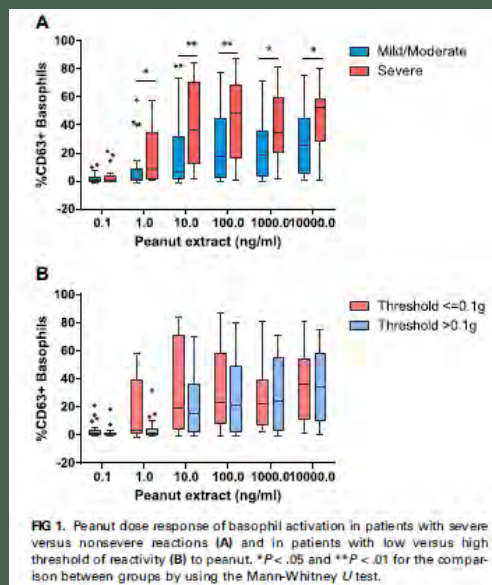 A
%CD63+ Basophils
100
80
60
40
20
0
-20
*
**
**
**
*
*
Mild/Moderate
Severe
0.1 1.0 10.0 100.0 1000.0 10000.0
Peanut extract (ng/ml)
B
%CD63+ Basophils
100
80
60
40
20
0
-20
Threshold <=0.1g
Threshold >0.1g
0.1 1.0 10.0 100.0 1000.0 10000.0
Peanut extract (ng/ml)
FIG 1. Peanut dose response of basophil activation in patients with severe
versus nonsevere reactions (A) and in patients with low versus high
threshold of reactivity (B) to peanut. *P < .05 and **P < .01 for the compar-
ison between groups by using the Mann-Whitney U test.